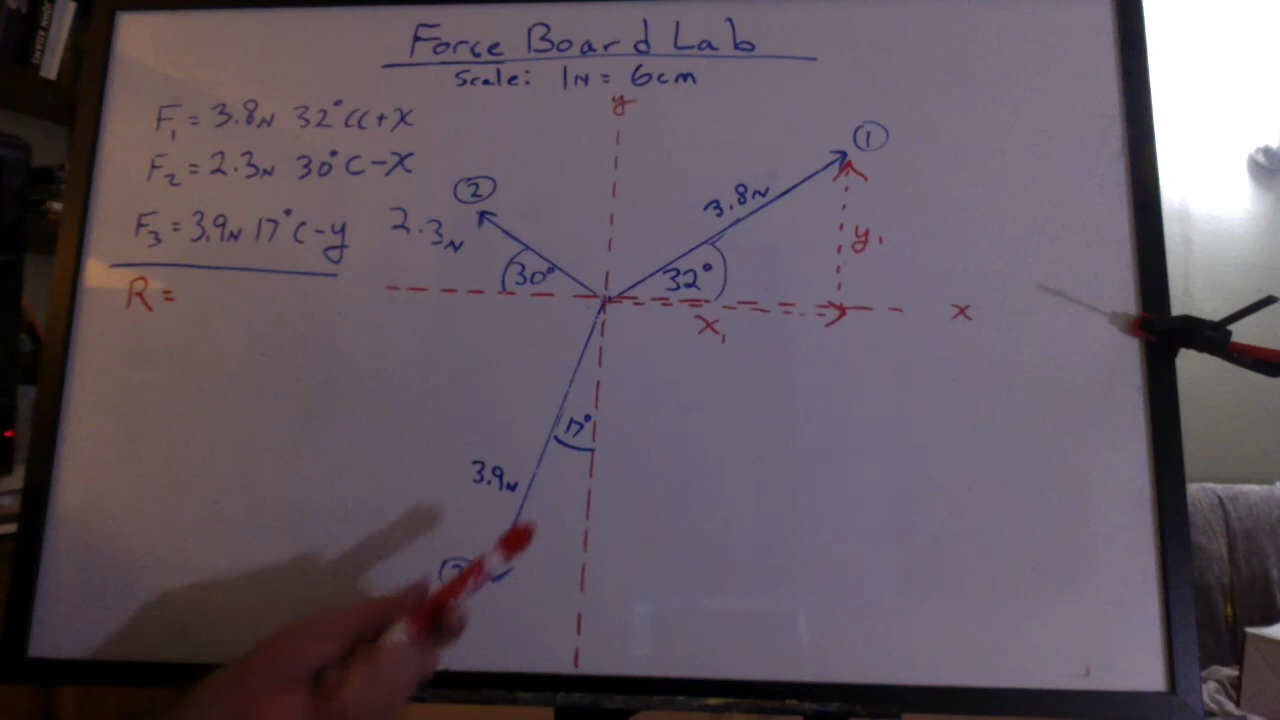 Force Board Lab
Scale: 1N = 6cm
F₁ = 3.8N 32° CC+X
F₂ = 2.3N 30° C-X
F₃ = 3.9N 17° C-y
R =
y
①
②
3.8N
2.3N
y₁
30°
32°
x
X₁
17°
3.9N